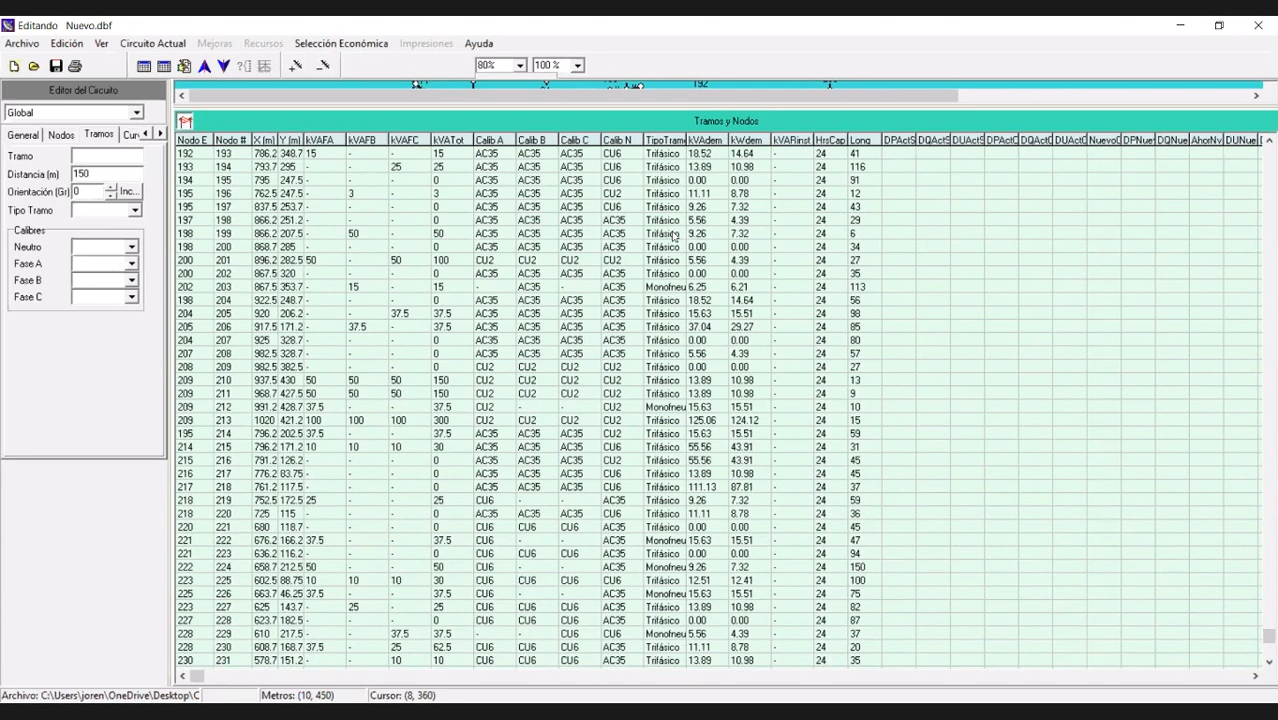 Editando Nuevo.dbf
Archivo Edición Ver Circuito Actual Mejoras Recursos Selección Económica Impresiones Ayuda
80% 100 %
Editor del Circuito
Global
General Nodos Tramos Cur
Tramo
Distancia (m) 150
Orientación (Gr) 0 Inc...
Tipo Tramo
Calibres
Neutro
Fase A
Fase B
Fase C
192
Tramos y Nodos
Nodo E Nodo # X (m) Y (m) kVAFA kVAFB kVAFC kVATot Calib A Calib B Calib C Calib N TipoTram kVAdem kWdem kVARinst HrsCap Long DPActS DQActS DUActS DPActC DQActC DUActC NuevoC DPNue DQNue AhorNv DUNue
192 193 786.2 348.7 15 - - 15 AC35 AC35 AC35 CU6 Trifásico 18.52 14.64 - 24 41
193 194 793.7 295 - - 25 25 AC35 AC35 AC35 CU6 Trifásico 13.89 10.98 - 24 116
194 195 795 247.5 - - - 0 AC35 AC35 AC35 CU6 Trifásico 0.00 0.00 - 24 91
195 196 762.5 247.5 - 3 - 3 AC35 AC35 AC35 CU2 Trifásico 11.11 8.78 - 24 12
195 197 837.5 253.7 - - - 0 AC35 AC35 AC35 CU6 Trifásico 9.26 7.32 - 24 43
197 198 866.2 251.2 - - - 0 AC35 AC35 AC35 AC35 Trifásico 5.56 4.39 - 24 29
198 199 866.2 207.5 - 50 - 50 AC35 AC35 AC35 AC35 Trifásico 9.26 7.32 - 24 6
198 200 868.7 285 - - - 0 AC35 AC35 AC35 AC35 Trifásico 0.00 0.00 - 24 34
200 201 896.2 282.5 50 - 50 100 CU2 CU2 CU2 CU2 Trifásico 5.56 4.39 - 24 27
200 202 867.5 320 - - - 0 AC35 AC35 AC35 AC35 Trifásico 0.00 0.00 - 24 35
202 203 867.5 353.7 - 15 - 15 - AC35 - AC35 Monofneu 6.25 6.21 - 24 113
198 204 922.5 248.7 - - - 0 AC35 AC35 AC35 AC35 Trifásico 18.52 14.64 - 24 56
204 205 920 206.2 - - 37.5 37.5 AC35 AC35 AC35 AC35 Trifásico 15.63 15.51 - 24 98
205 206 917.5 171.2 - 37.5 - 37.5 AC35 AC35 AC35 AC35 Trifásico 37.04 29.27 - 24 85
204 207 925 328.7 - - - 0 AC35 AC35 AC35 AC35 Trifásico 0.00 0.00 - 24 80
207 208 982.5 328.7 - - - 0 AC35 AC35 AC35 AC35 Trifásico 5.56 4.39 - 24 57
208 209 982.5 382.5 - - - 0 CU2 CU2 CU2 CU2 Trifásico 0.00 0.00 - 24 27
209 210 937.5 430 50 50 50 150 CU2 CU2 CU2 CU2 Trifásico 13.89 10.98 - 24 13
209 211 968.7 427.5 50 50 50 150 CU2 CU2 CU2 CU2 Trifásico 13.89 10.98 - 24 9
209 212 991.2 428.7 37.5 - - 37.5 CU2 - - CU2 Monofneu 15.63 15.51 - 24 10
209 213 1020 421.2 100 100 100 300 CU2 CU2 CU2 CU2 Trifásico 125.06 124.12 - 24 15
195 214 796.2 202.5 37.5 - - 37.5 AC35 AC35 AC35 CU2 Trifásico 15.63 15.51 - 24 59
214 215 796.2 171.2 10 10 10 30 AC35 AC35 AC35 CU6 Trifásico 55.56 43.91 - 24 31
215 216 791.2 126.2 - - - 0 AC35 AC35 AC35 CU2 Trifásico 55.56 43.91 - 24 45
216 217 776.2 83.75 - - - 0 AC35 AC35 AC35 CU6 Trifásico 13.89 10.98 - 24 45
217 218 761.2 117.5 - - - 0 AC35 AC35 AC35 CU6 Trifásico 111.13 87.81 - 24 37
218 219 752.5 172.5 25 - - 25 CU6 - - AC35 Trifásico 9.26 7.32 - 24 59
218 220 725 115 - - - 0 AC35 AC35 AC35 CU6 Trifásico 11.11 8.78 - 24 36
220 221 680 118.7 - - - 0 CU6 CU6 CU6 AC35 Trifásico 0.00 0.00 - 24 45
221 222 676.2 166.2 37.5 - - 37.5 CU6 - - AC35 Monofneu 15.63 15.51 - 24 47
221 223 636.2 116.2 - - - 0 CU6 CU6 CU6 AC35 Trifásico 0.00 0.00 - 24 94
222 224 658.7 212.5 50 - - 50 CU6 - - AC35 Monofneu 9.26 7.32 - 24 150
223 225 602.5 88.75 10 10 10 30 CU6 CU6 CU6 AC35 Trifásico 12.51 12.41 - 24 100
225 226 663.7 46.25 37.5 - - 37.5 CU6 - - AC35 Monofneu 15.63 15.51 - 24 75
223 227 625 143.7 - 25 - 25 CU6 CU6 CU6 AC35 Trifásico 13.89 10.98 - 24 82
227 228 623.7 182.5 - - - 0 CU6 CU6 CU6 AC35 Trifásico 0.00 0.00 - 24 87
228 229 610 217.5 - - 37.5 37.5 - - CU6 CU6 Monofneu 5.56 4.39 - 24 37
228 230 608.7 168.7 37.5 - 25 62.5 CU6 CU6 CU6 AC35 Trifásico 11.11 8.78 - 24 20
230 231 578.7 151.2 - - 10 10 CU6 CU6 CU6 AC35 Trifásico 13.89 10.98 - 24 35
Archivo: C:\Users\joren\OneDrive\Desktop\C Metros: (10, 450) Cursor: (8, 360)